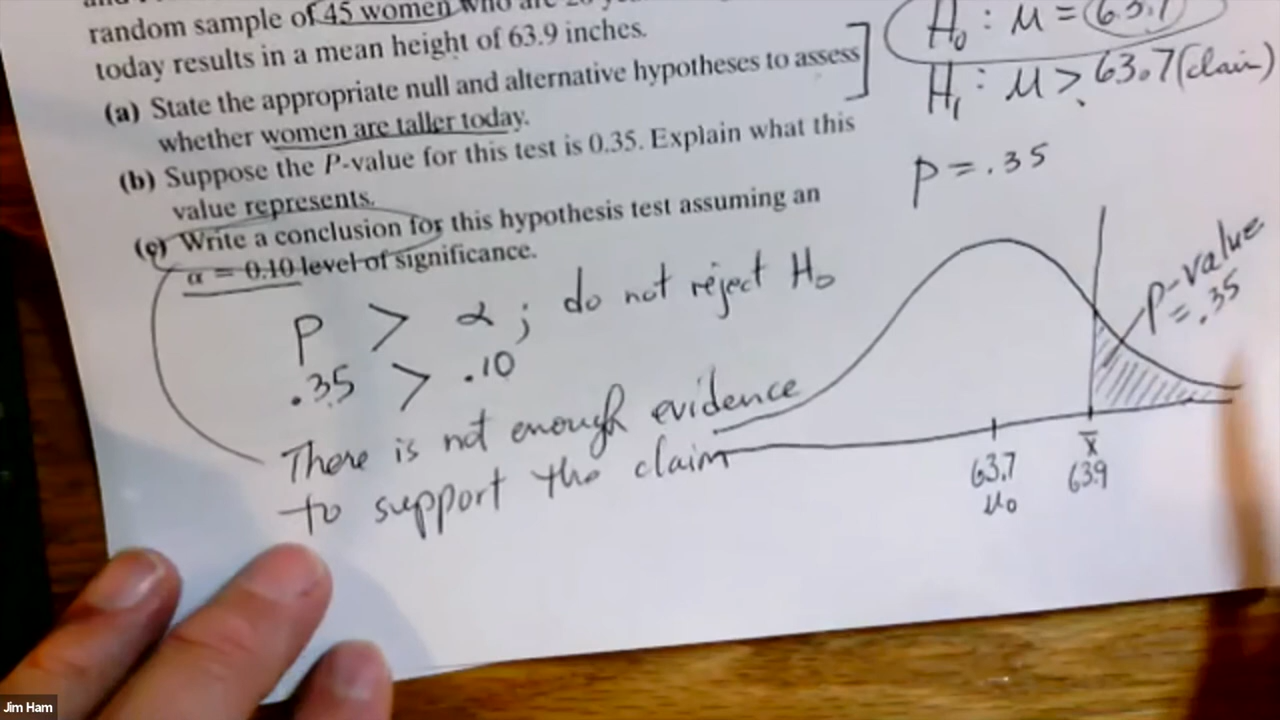 random sample of 45 women who are 20
today results in a mean height of 63.9 inches.
(a) State the appropriate null and alternative hypotheses to assess
whether women are taller today.
(b) Suppose the P-value for this test is 0.35. Explain what this
value represents.
(c) Write a conclusion for this hypothesis test assuming an
α = 0.10 level of significance.
H₀ : μ = 63.7
H₁ : μ > 63.7 (claim)
P = .35
P > α ; do not reject H₀
.35 > .10
There is not enough evidence
to support the claim
p-value
= .35
63.7
μ₀
x̄
63.9
Jim Ham